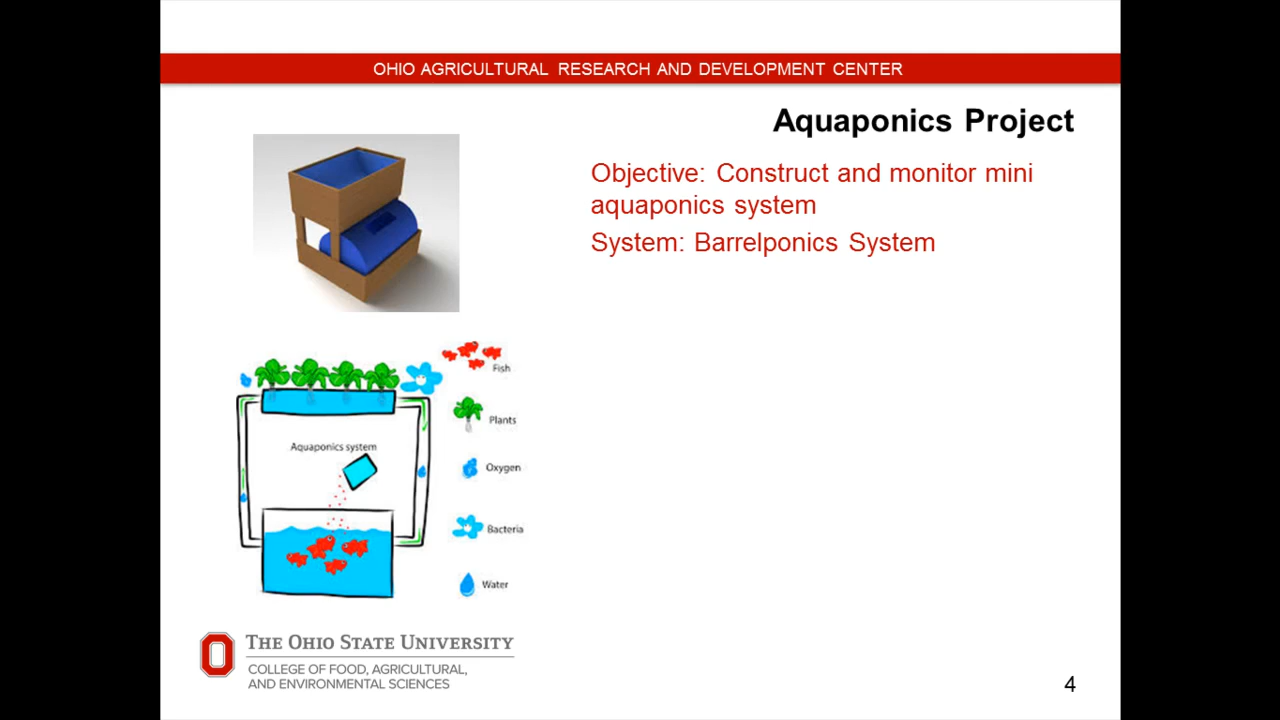 OHIO AGRICULTURAL RESEARCH AND DEVELOPMENT CENTER
Aquaponics Project
Objective: Construct and monitor mini
aquaponics system
System: Barrelponics System
Fish
Plants
Aquaponics system
Oxygen
Bacteria
Water
THE OHIO STATE UNIVERSITY
COLLEGE OF FOOD, AGRICULTURAL,
AND ENVIRONMENTAL SCIENCES
4